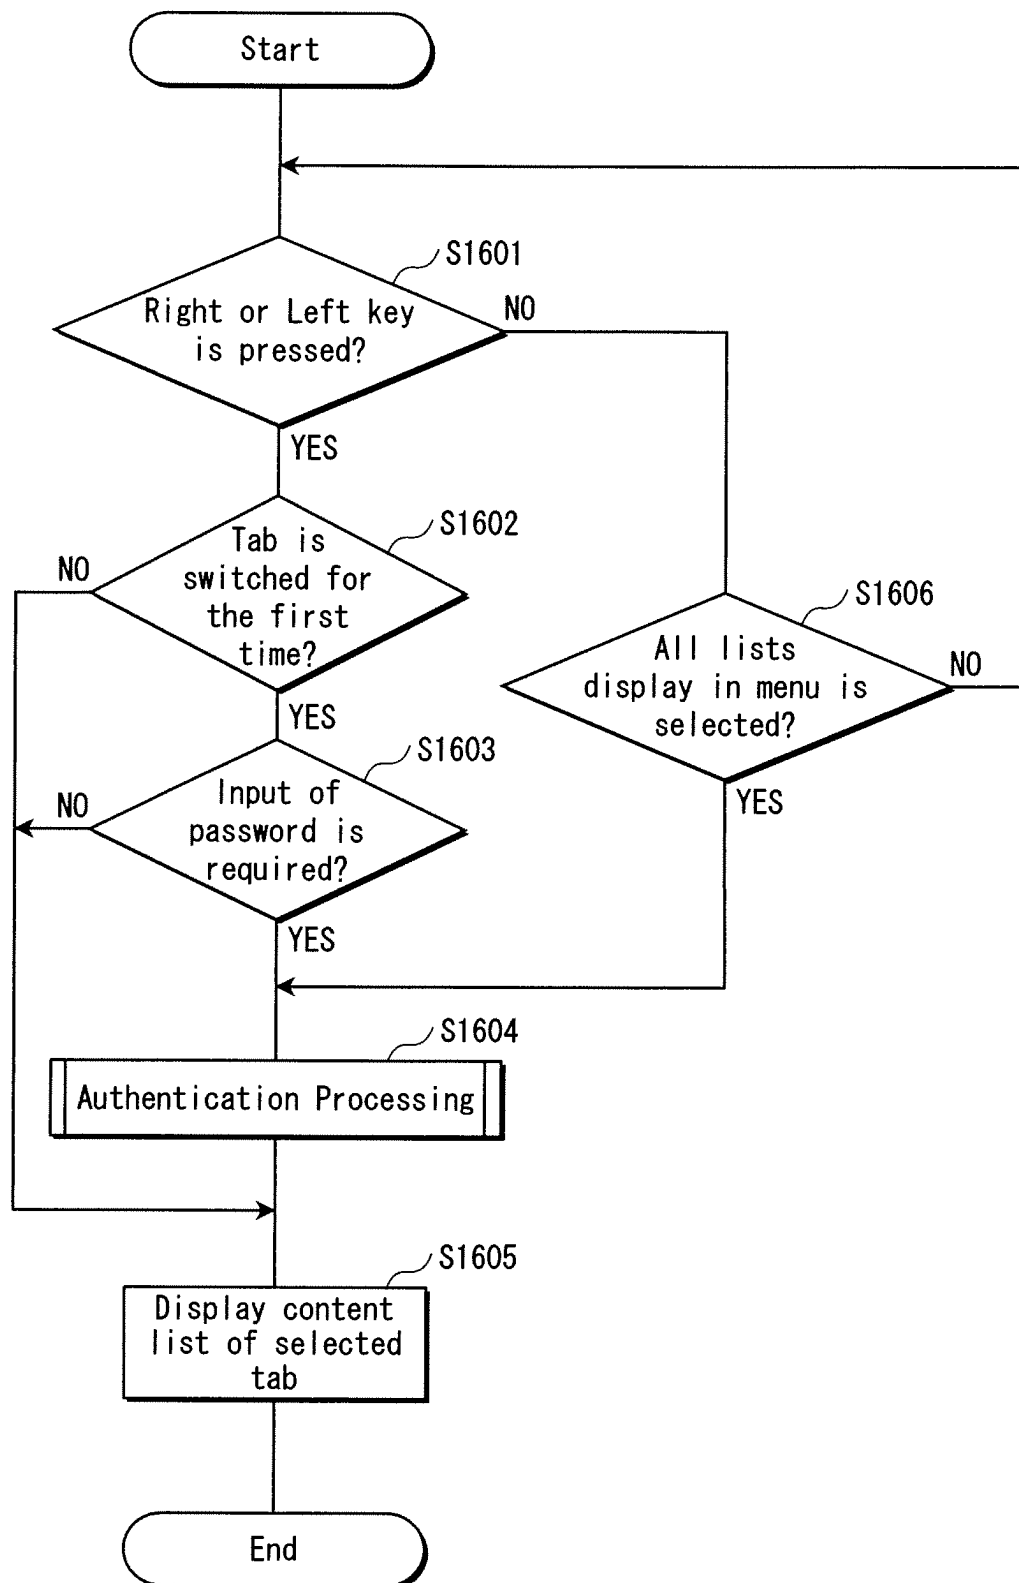 Start
S1601
Right or Left key
is pressed?
NO
YES
S1602
Tab is
switched for
the first
time?
NO
YES
S1606
All lists
display in menu is
selected?
NO
YES
S1603
Input of
password is
required?
NO
YES
S1604
Authentication Processing
S1605
Display content
list of selected
tab
End